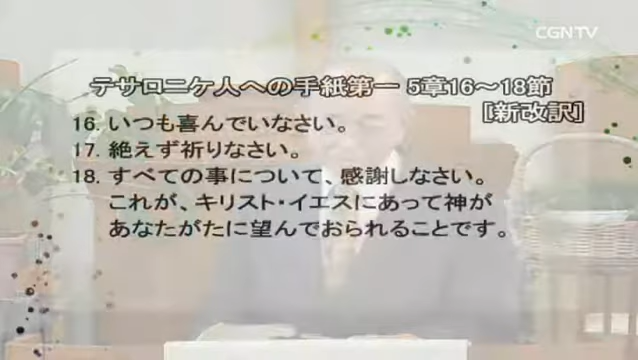 CGNTV
テサロニケ人への手紙第一 5章16～18節
[新改訳]
16. いつも喜んでいなさい。
17. 絶えず祈りなさい。
18. すべての事について、感謝しなさい。
これが、キリスト・イエスにあって神が
あなたがたに望んでおられることです。